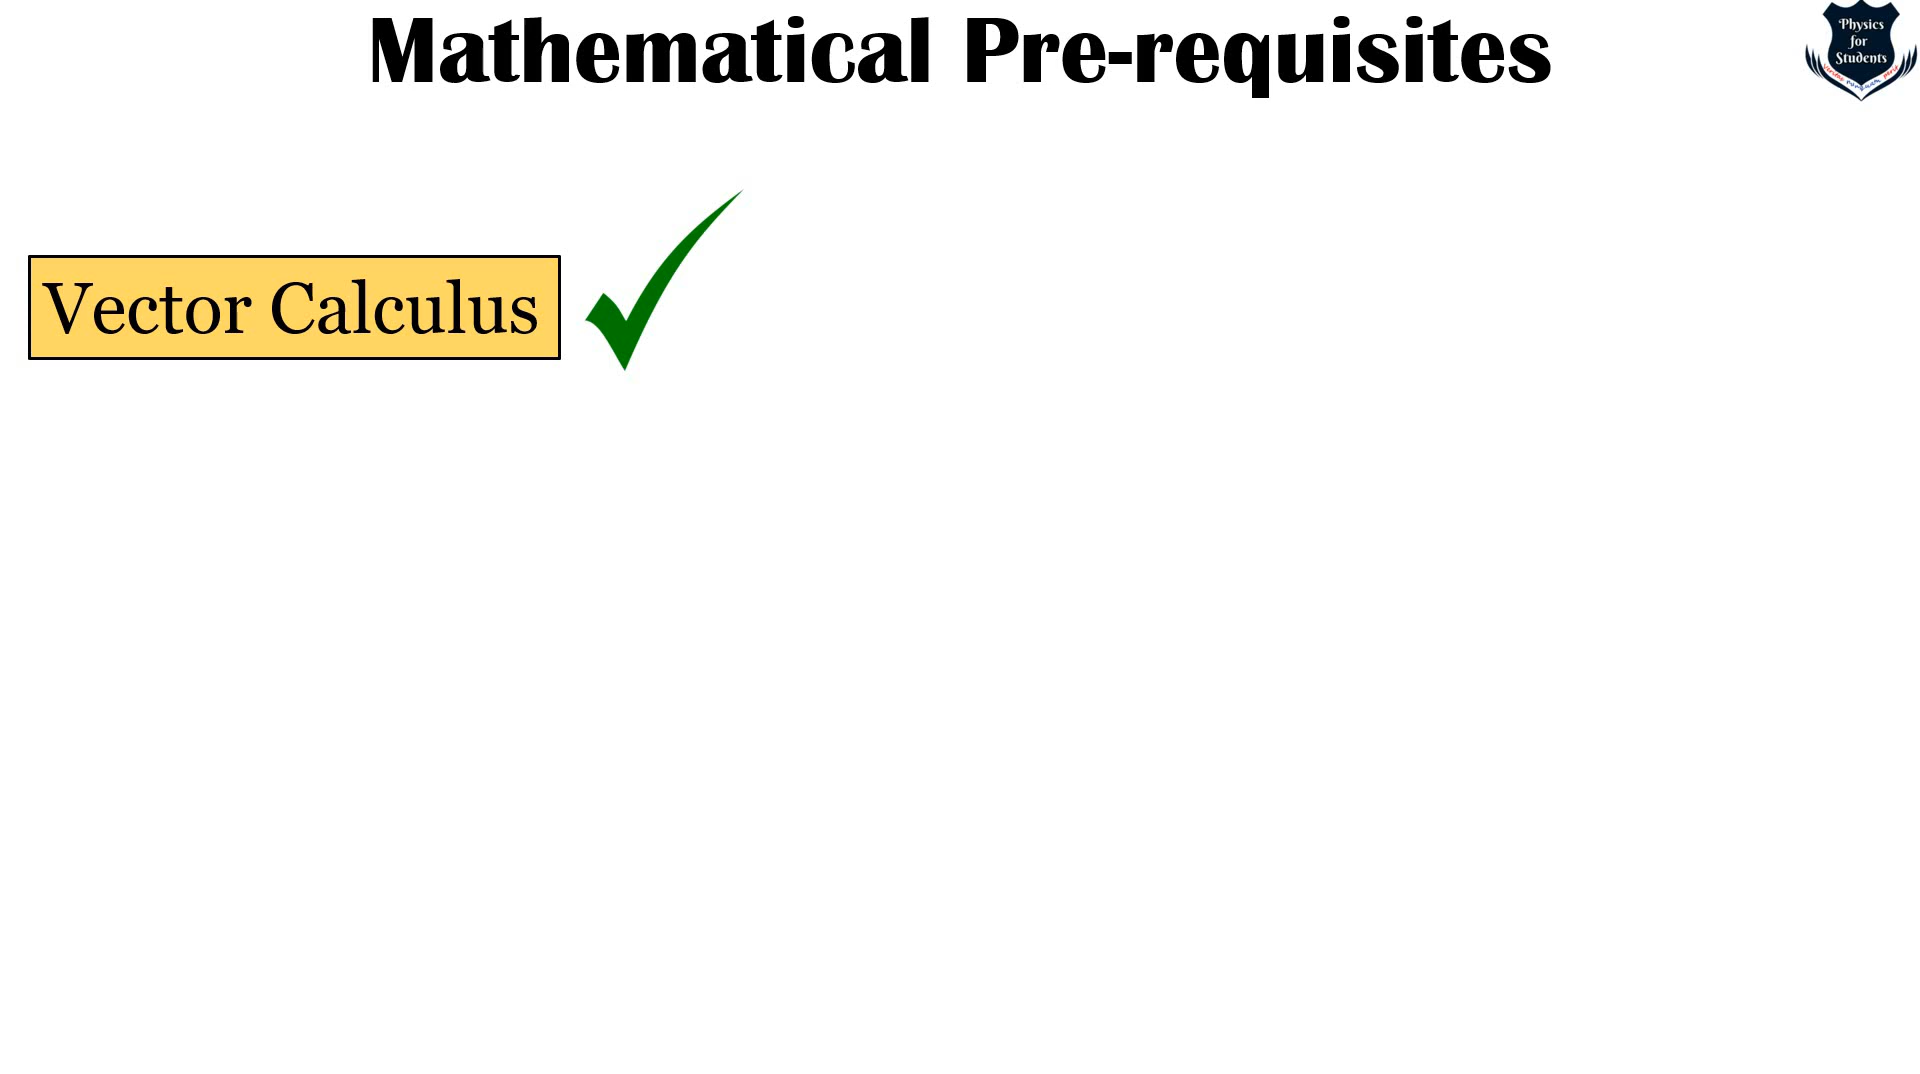 Mathematical Pre-requisites
Physics
for
Students
Vector Calculus